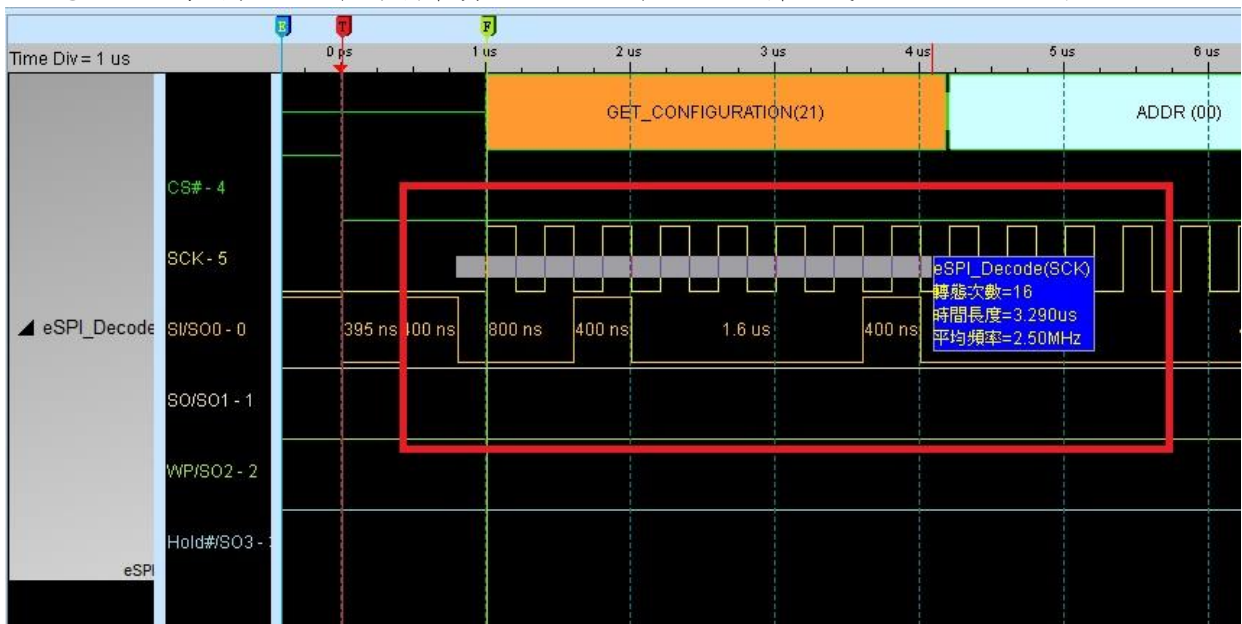 E T F
Time Div = 1 us
0 ps 1 us 2 us 3 us 4 us 5 us 6 us
GET_CONFIGURATION(21) ADDR (00)
CS# - 4
SCK - 5
eSPI_Decode(SCK)
轉態次數=16
時間長度=3.290us
平均頻率=2.50MHz
eSPI_Decode SI/SO0 - 0 395 ns 400 ns 800 ns 400 ns 1.6 us 400 ns
SO/SO1 - 1
WP/SO2 - 2
Hold#/SO3 -
eSPI